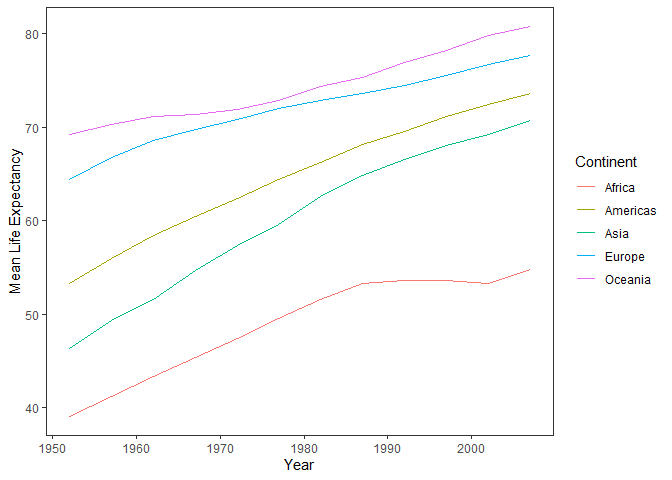 80
70
60
50
40
Mean Life Expectancy
1950 1960 1970 1980 1990 2000
Year
Continent
Africa
Americas
Asia
Europe
Oceania